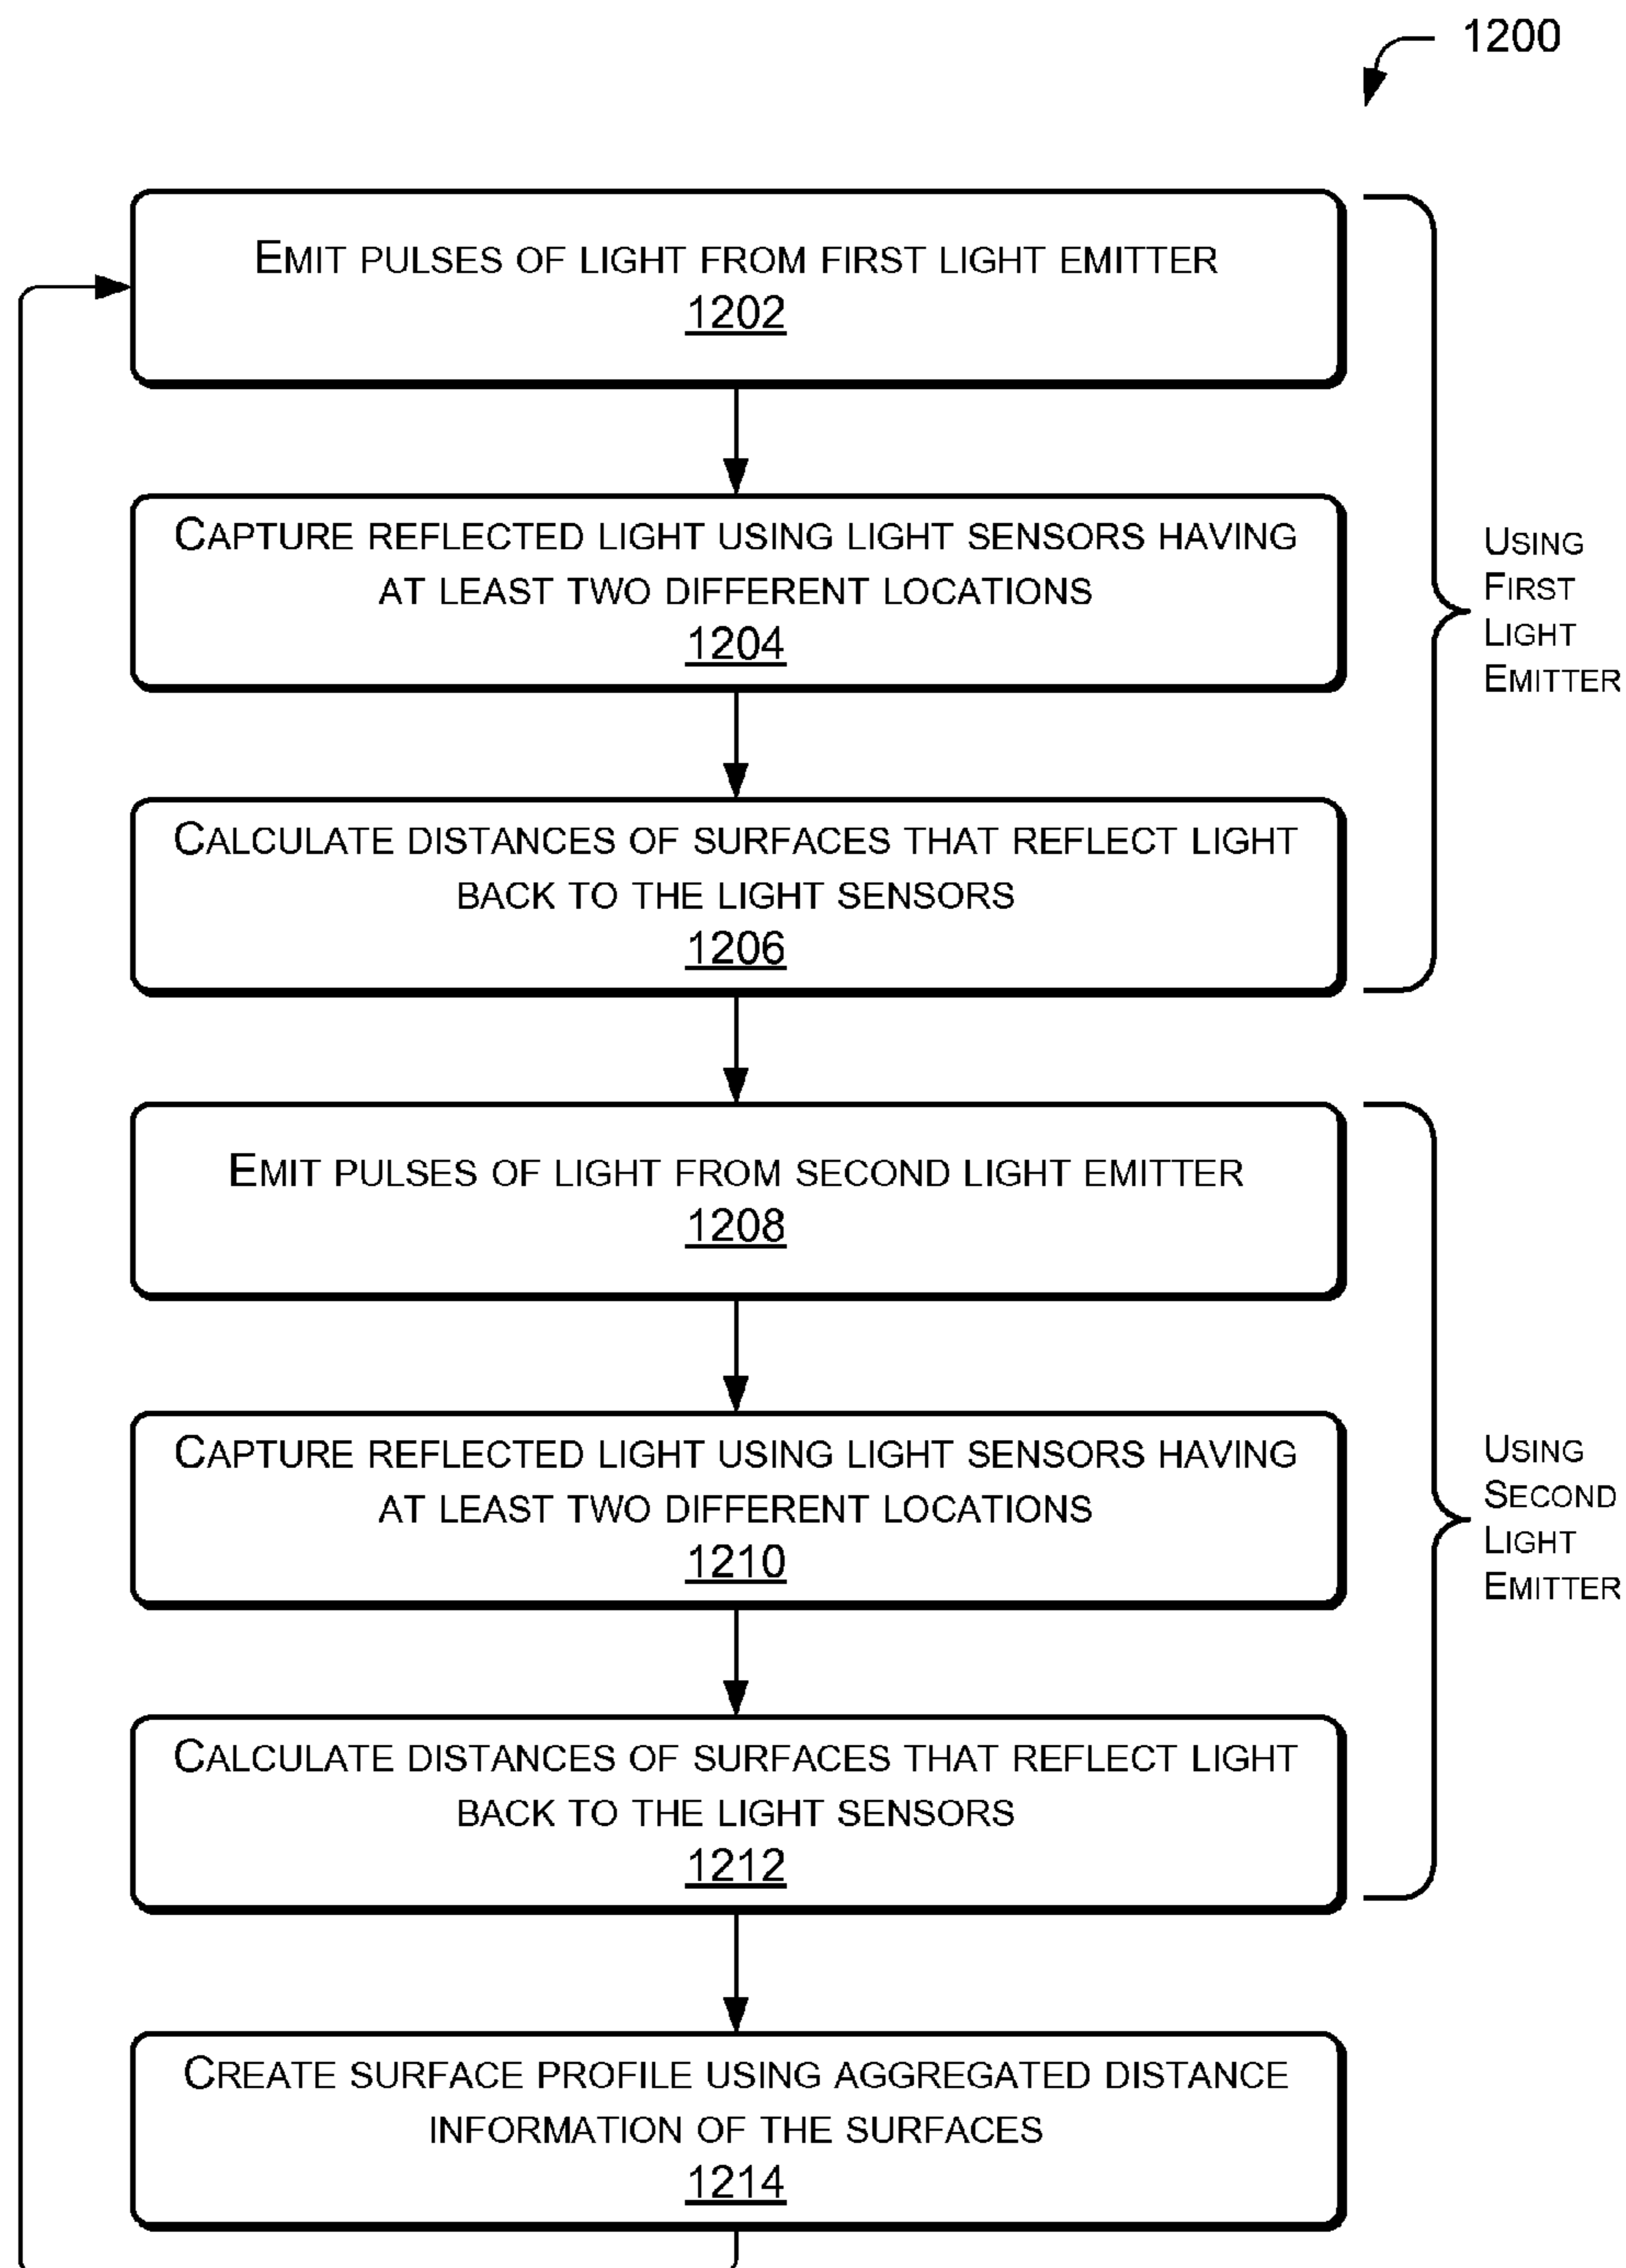 1200
EMIT PULSES OF LIGHT FROM FIRST LIGHT EMITTER
1202
CAPTURE REFLECTED LIGHT USING LIGHT SENSORS HAVING
AT LEAST TWO DIFFERENT LOCATIONS
1204
CALCULATE DISTANCES OF SURFACES THAT REFLECT LIGHT
BACK TO THE LIGHT SENSORS
1206
USING
FIRST
LIGHT
EMITTER
EMIT PULSES OF LIGHT FROM SECOND LIGHT EMITTER
1208
CAPTURE REFLECTED LIGHT USING LIGHT SENSORS HAVING
AT LEAST TWO DIFFERENT LOCATIONS
1210
CALCULATE DISTANCES OF SURFACES THAT REFLECT LIGHT
BACK TO THE LIGHT SENSORS
1212
USING
SECOND
LIGHT
EMITTER
CREATE SURFACE PROFILE USING AGGREGATED DISTANCE
INFORMATION OF THE SURFACES
1214